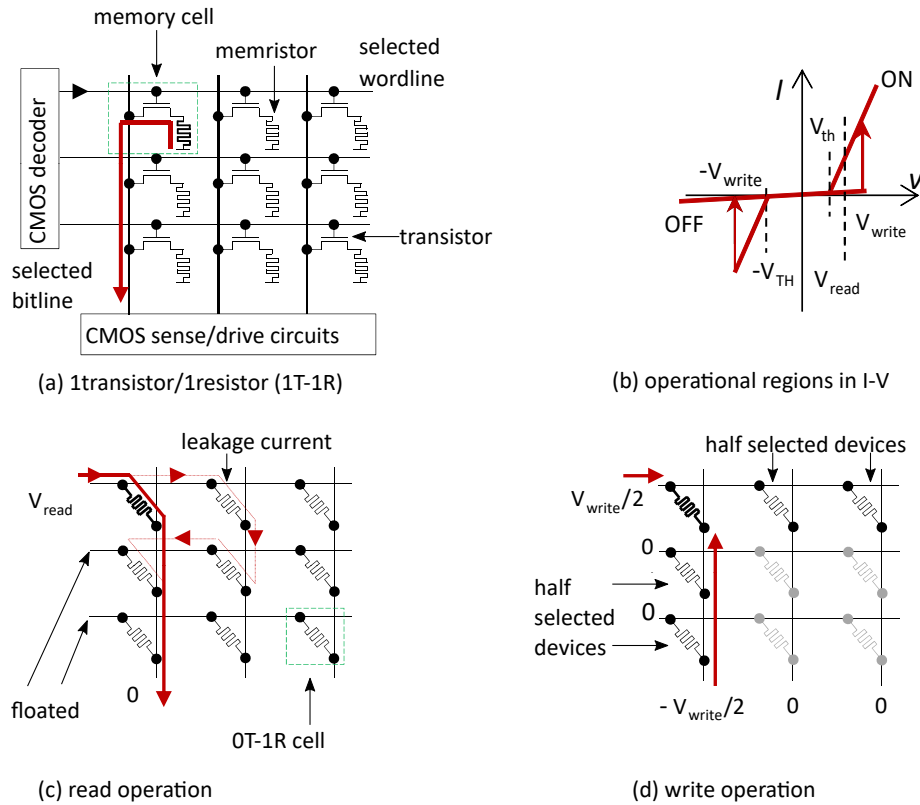 memory cell
memristor
selected
wordline
CMOS decoder
transistor
selected
bitline
CMOS sense/drive circuits
(a) 1transistor/1resistor (1T-1R)
I
ON
V_th
-V_write
V
OFF
V_write
-V_TH
V_read
(b) operational regions in I-V
leakage current
V_read
floated
0
0T-1R cell
(c) read operation
half selected devices
V_write/2
0
half
selected
devices
0
- V_write/2
0
0
(d) write operation